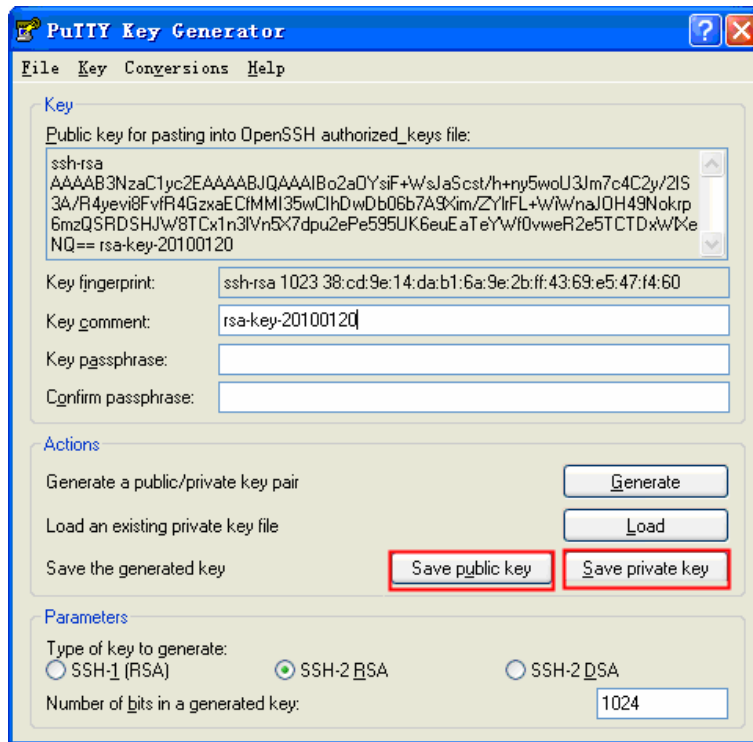 PuTTY Key Generator
File Key Conversions Help
Key
Public key for pasting into OpenSSH authorized_keys file:
ssh-rsa
AAAAB3NzaC1yc2EAAAABJQAAAIBo2aOYsiF+WsJaScst/h+ny5woU3Jm7c4C2y/2IS
3A/R4yevi8FvfR4GzxaECfMMI35wClhDwDb06b7A9Xim/ZYIrFL+WiWnaJOH49Nokrp
6mzQSRDSHJW8TCx1n3lVn5X7dpu2ePe595UK6euEaTeYWf0vweR2e5TCTDxWlXe
NQ== rsa-key-20100120
Key fingerprint: ssh-rsa 1023 38:cd:9e:14:da:b1:6a:9e:2b:ff:43:69:e5:47:f4:60
Key comment: rsa-key-20100120
Key passphrase:
Confirm passphrase:
Actions
Generate a public/private key pair Generate
Load an existing private key file Load
Save the generated key Save public key Save private key
Parameters
Type of key to generate:
SSH-1 (RSA) SSH-2 RSA SSH-2 DSA
Number of bits in a generated key: 1024